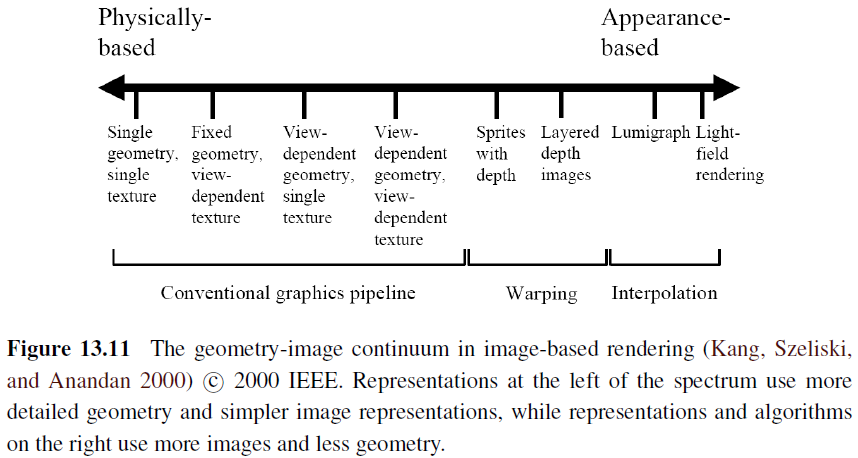 Physically-
based
Appearance-
based
Single
geometry,
single
texture
Fixed
geometry,
view-
dependent
texture
View-
dependent
geometry,
single
texture
View-
dependent
geometry,
view-
dependent
texture
Sprites
with
depth
Layered
depth
images
Lumigraph
Light-
field
rendering
Conventional graphics pipeline
Warping
Interpolation
Figure 13.11 The geometry-image continuum in image-based rendering (Kang, Szeliski,
and Anandan 2000) © 2000 IEEE. Representations at the left of the spectrum use more
detailed geometry and simpler image representations, while representations and algorithms
on the right use more images and less geometry.